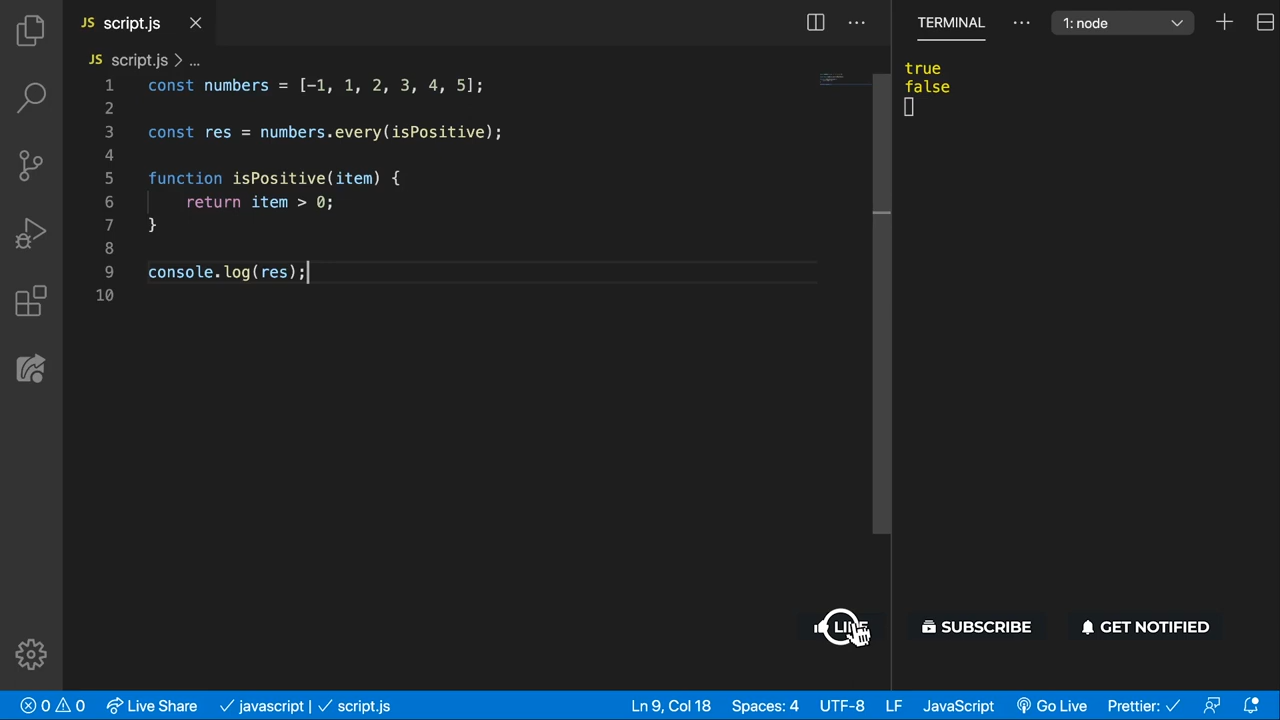 JS script.js
JS script.js > ...
1 const numbers = [-1, 1, 2, 3, 4, 5];
2
3 const res = numbers.every(isPositive);
4
5 function isPositive(item) {
6 return item > 0;
7 }
8
9 console.log(res);
10
TERMINAL ... 1: node
true
false
SUBSCRIBE
GET NOTIFIED
0 0 Live Share javascript | script.js Ln 9, Col 18 Spaces: 4 UTF-8 LF JavaScript Go Live Prettier: